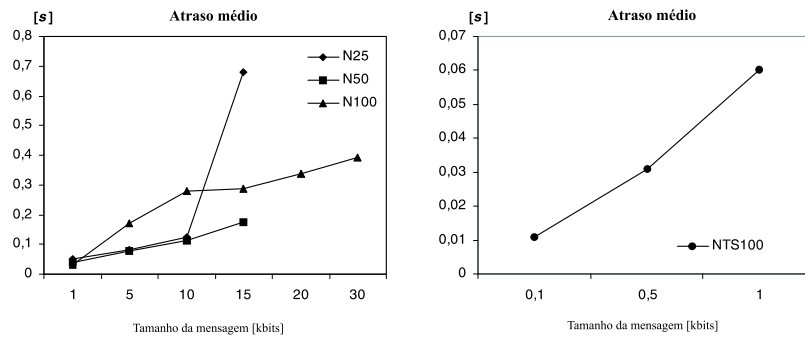 [s]
Atraso médio
0,8
0,7
0,6
0,5
0,4
0,3
0,2
0,1
0
N25
N50
N100
1 5 10 15 20 30
Tamanho da mensagem [kbits]
[s]
Atraso médio
0,07
0,06
0,05
0,04
0,03
0,03
0,01
0
NTS100
0,1 0,5 1
Tamanho da mensagem [kbits]